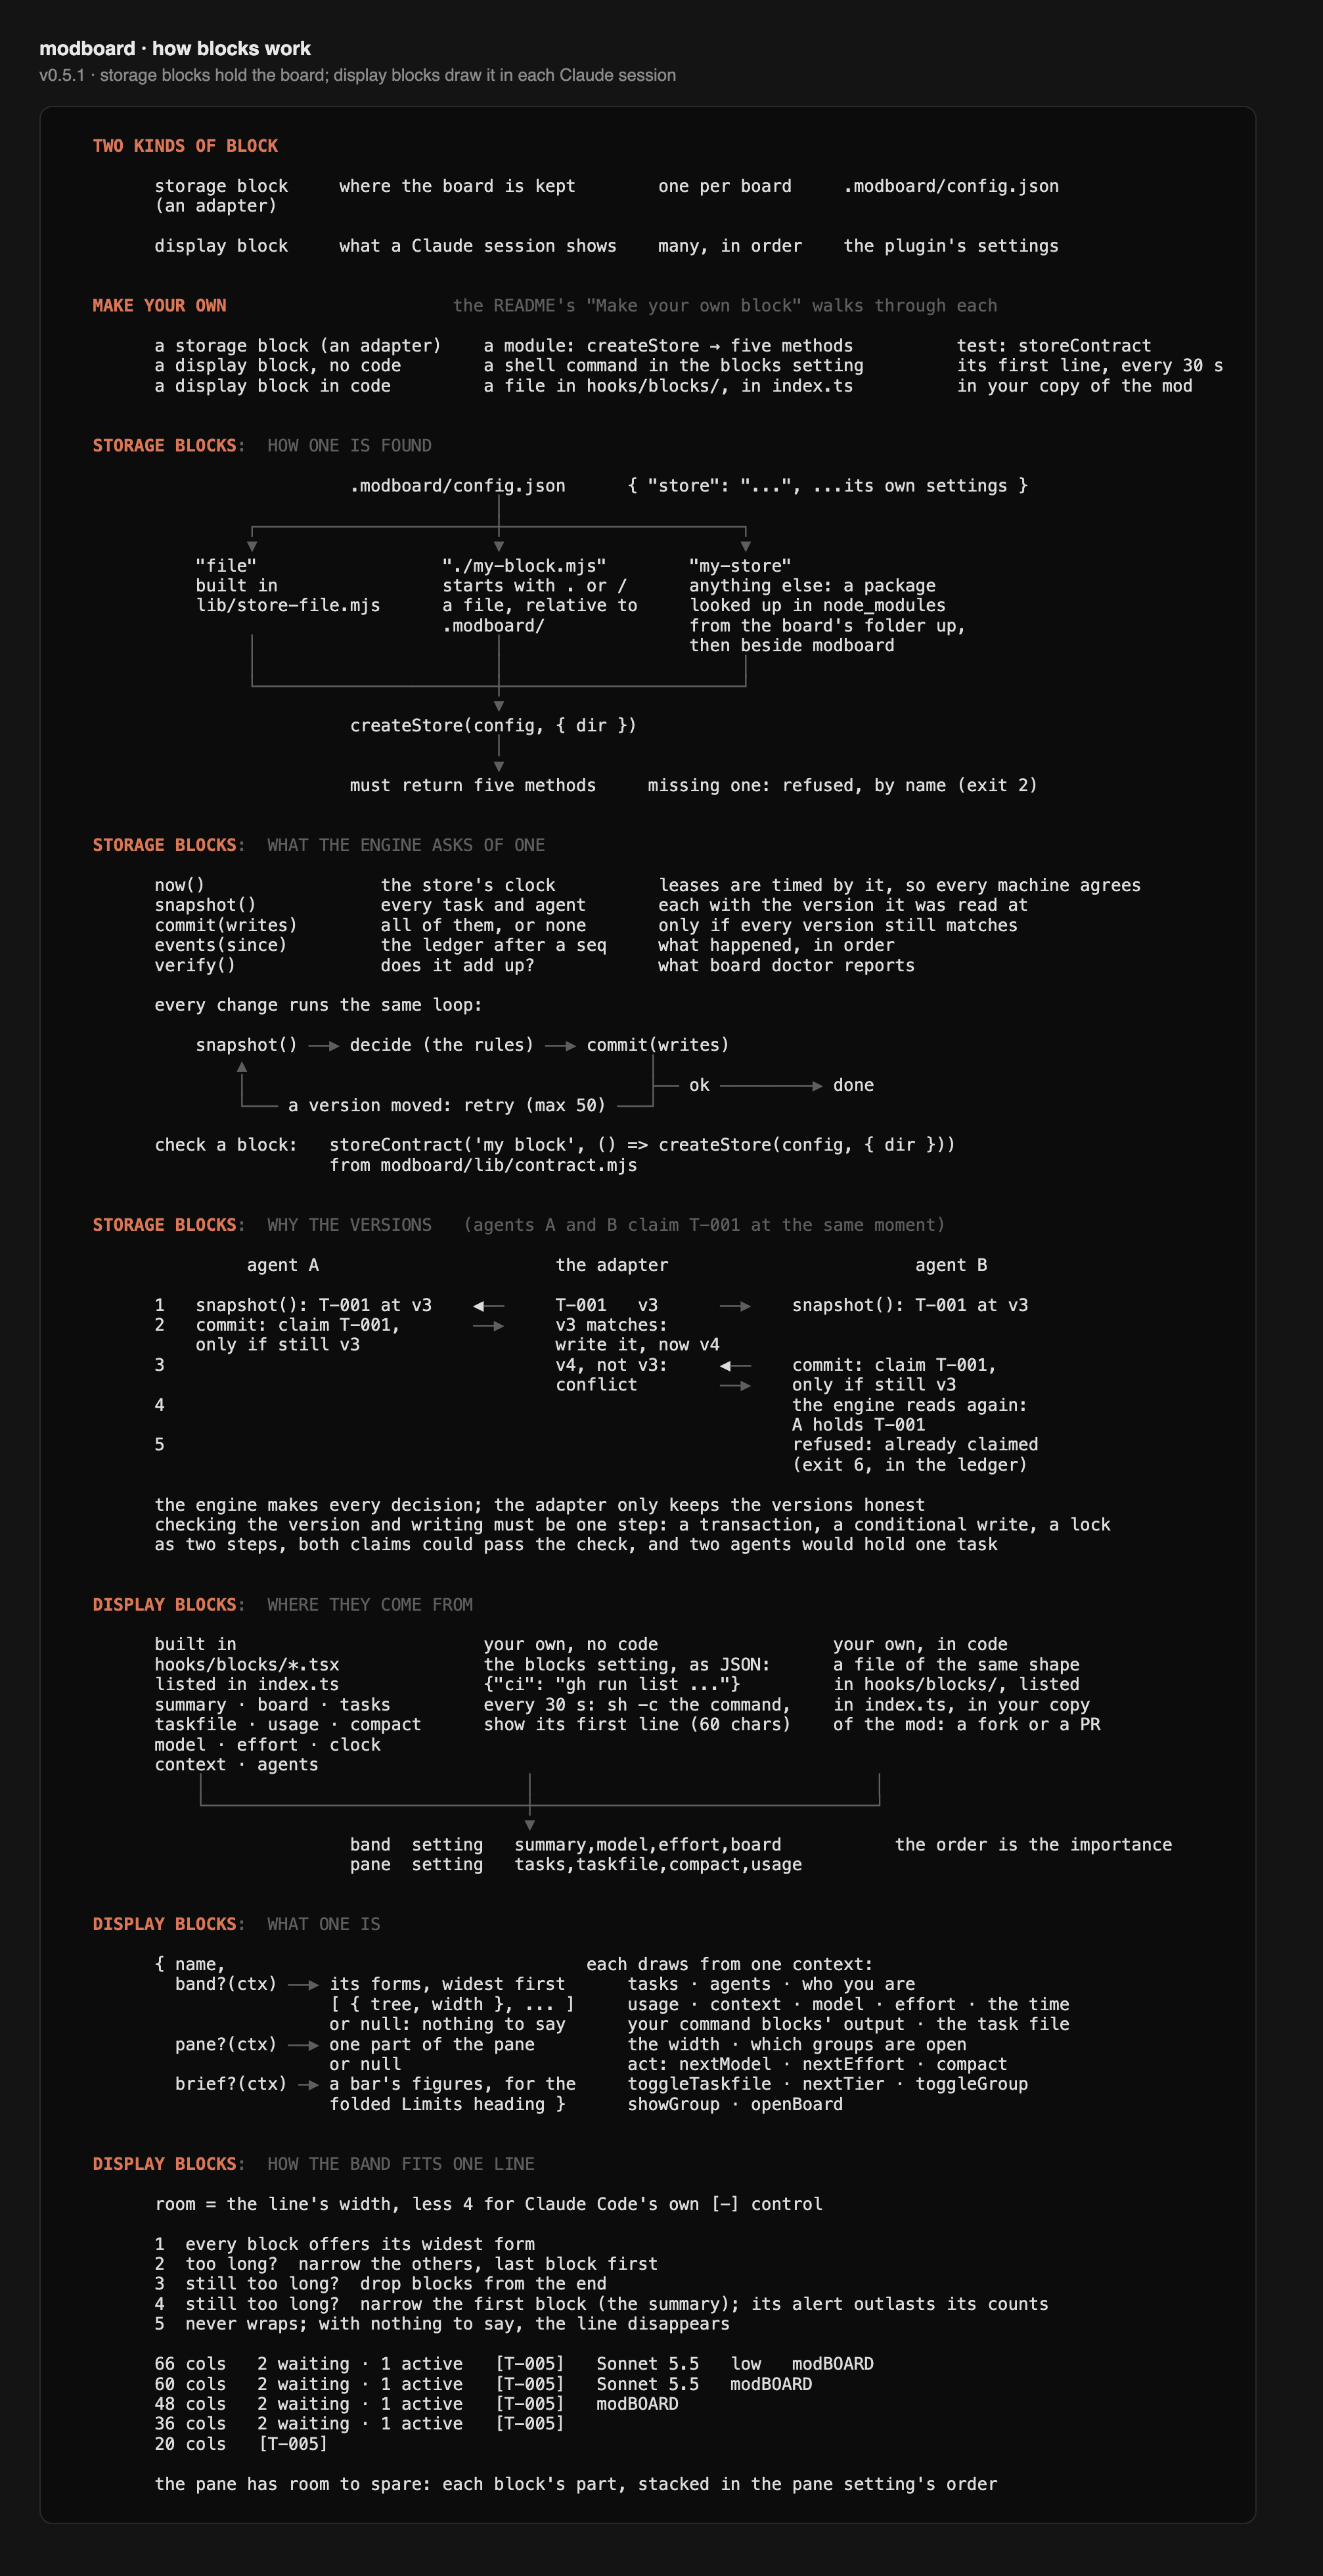 modboard · how blocks work
v0.5.1 · storage blocks hold the board; display blocks draw it in each Claude session
TWO KINDS OF BLOCK
storage block     where the board is kept        one per board     .modboard/config.json
(an adapter)
display block     what a Claude session shows    many, in order    the plugin's settings
MAKE YOUR OWN                      the README's "Make your own block" walks through each
a storage block (an adapter)    a module: createStore → five methods          test: storeContract
a display block, no code        a shell command in the blocks setting         its first line, every 30 s
a display block in code         a file in hooks/blocks/, in index.ts          in your copy of the mod
STORAGE BLOCKS:  HOW ONE IS FOUND
.modboard/config.json      { "store": "...", ...its own settings }
"file"                  "./my-block.mjs"        "my-store"
built in                starts with . or /      anything else: a package
lib/store-file.mjs      a file, relative to     looked up in node_modules
.modboard/              from the board's folder up,
then beside modboard
createStore(config, { dir })
must return five methods     missing one: refused, by name (exit 2)
STORAGE BLOCKS:  WHAT THE ENGINE ASKS OF ONE
now()                 the store's clock          leases are timed by it, so every machine agrees
snapshot()            every task and agent       each with the version it was read at
commit(writes)        all of them, or none       only if every version still matches
events(since)         the ledger after a seq     what happened, in order
verify()              does it add up?            what board doctor reports
every change runs the same loop:
snapshot() ──▶ decide (the rules) ──▶ commit(writes)
ok ─────────▶ done
a version moved: retry (max 50)
check a block:   storeContract('my block', () => createStore(config, { dir }))
from modboard/lib/contract.mjs
STORAGE BLOCKS:  WHY THE VERSIONS   (agents A and B claim T-001 at the same moment)
agent A                       the adapter                        agent B
1   snapshot(): T-001 at v3    ◀──     T-001   v3      ──▶    snapshot(): T-001 at v3
2   commit: claim T-001,       ──▶     v3 matches:
only if still v3                   write it, now v4
3                                      v4, not v3:     ◀──    commit: claim T-001,
conflict        ──▶    only if still v3
4                                                             the engine reads again:
A holds T-001
5                                                             refused: already claimed
(exit 6, in the ledger)
the engine makes every decision; the adapter only keeps the versions honest
checking the version and writing must be one step: a transaction, a conditional write, a lock
as two steps, both claims could pass the check, and two agents would hold one task
DISPLAY BLOCKS:  WHERE THEY COME FROM
built in                        your own, no code                 your own, in code
hooks/blocks/*.tsx              the blocks setting, as JSON:      a file of the same shape
listed in index.ts              {"ci": "gh run list ..."}         in hooks/blocks/, listed
summary · board · tasks         every 30 s: sh -c the command,    in index.ts, in your copy
taskfile · usage · compact      show its first line (60 chars)    of the mod: a fork or a PR
model · effort · clock
context · agents
band  setting   summary,model,effort,board           the order is the importance
pane  setting   tasks,taskfile,compact,usage
DISPLAY BLOCKS:  WHAT ONE IS
{ name,                                   each draws from one context:
band?(ctx) ──▶ its forms, widest first      tasks · agents · who you are
[ { tree, width }, ... ]     usage · context · model · effort · the time
or null: nothing to say      your command blocks' output · the task file
pane?(ctx) ──▶ one part of the pane         the width · which groups are open
or null                      act: nextModel · nextEffort · compact
brief?(ctx) ─▶ a bar's figures, for the     toggleTaskfile · nextTier · toggleGroup
folded Limits heading }      showGroup · openBoard
DISPLAY BLOCKS:  HOW THE BAND FITS ONE LINE
room = the line's width, less 4 for Claude Code's own [−] control
1  every block offers its widest form
2  too long?  narrow the others, last block first
3  still too long?  drop blocks from the end
4  still too long?  narrow the first block (the summary); its alert outlasts its counts
5  never wraps; with nothing to say, the line disappears
66 cols   2 waiting · 1 active   [T-005]   Sonnet 5.5   low   modBOARD
60 cols   2 waiting · 1 active   [T-005]   Sonnet 5.5   modBOARD
48 cols   2 waiting · 1 active   [T-005]   modBOARD
36 cols   2 waiting · 1 active   [T-005]
20 cols   [T-005]
the pane has room to spare: each block's part, stacked in the pane setting's order